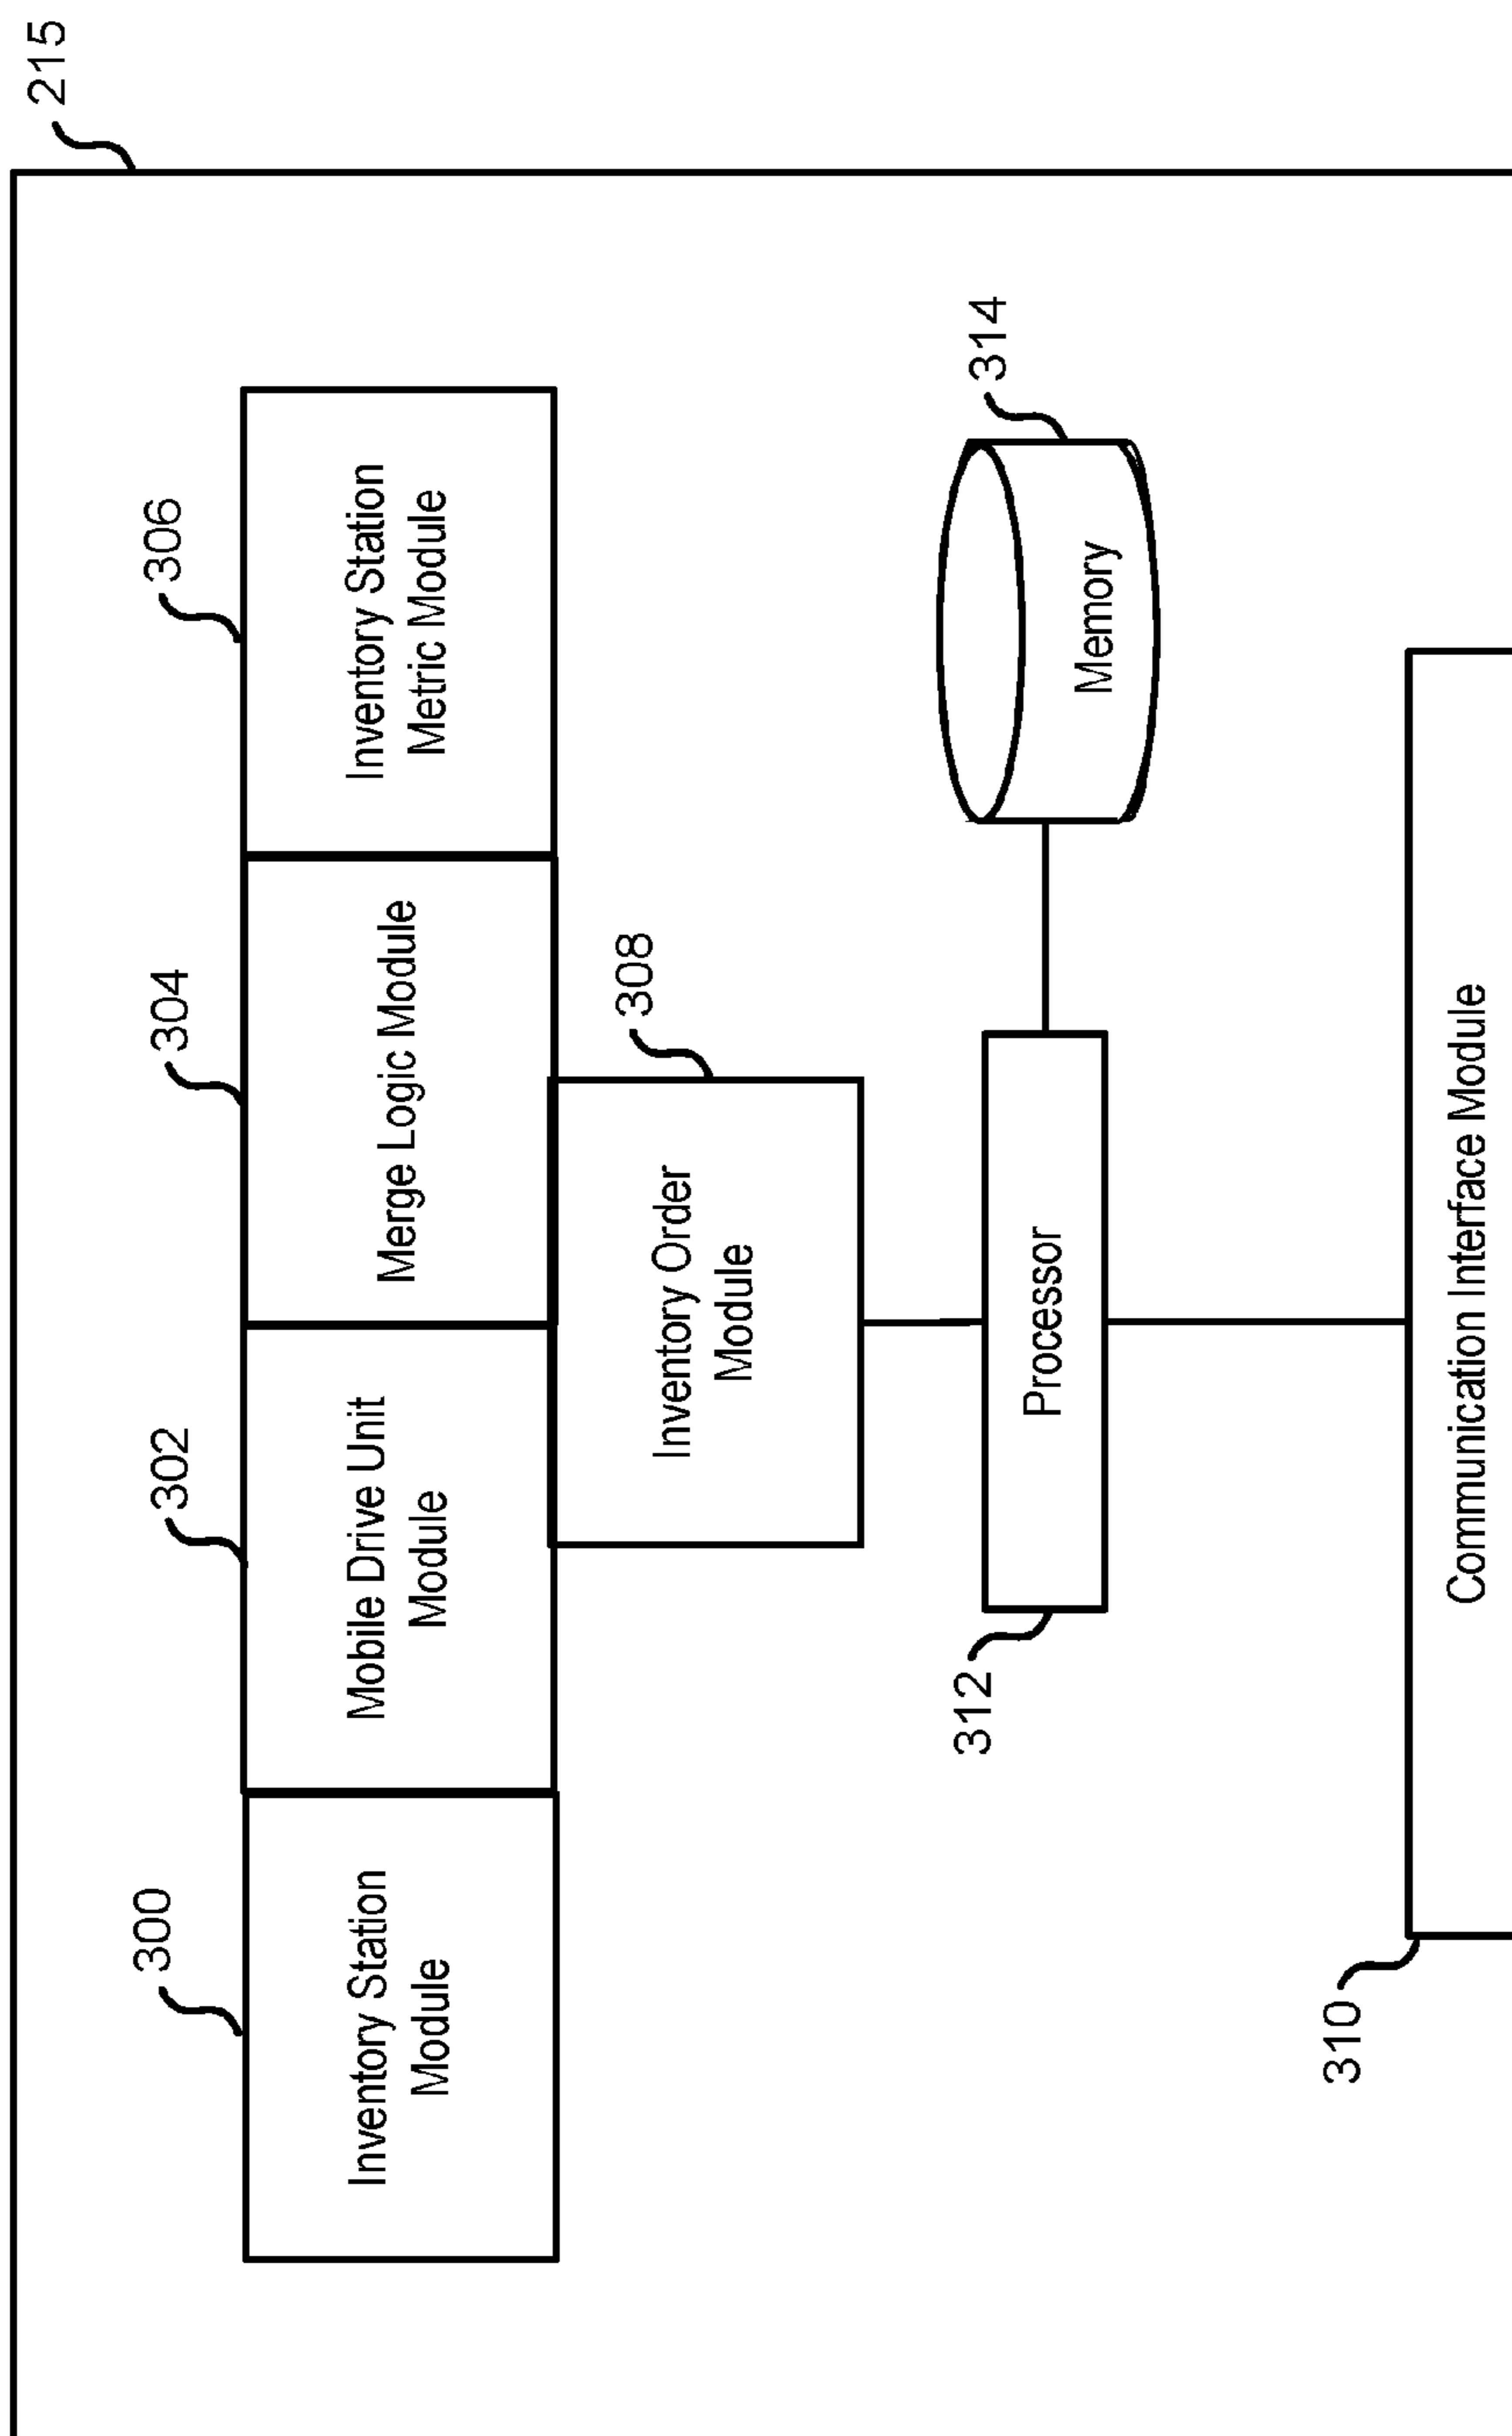 215
300
302
304
306
Inventory Station
Module
Mobile Drive Unit
Module
Merge Logic Module
Inventory Station
Metric Module
308
Inventory Order
Module
314
Memory
312
Processor
310
Communication Interface Module